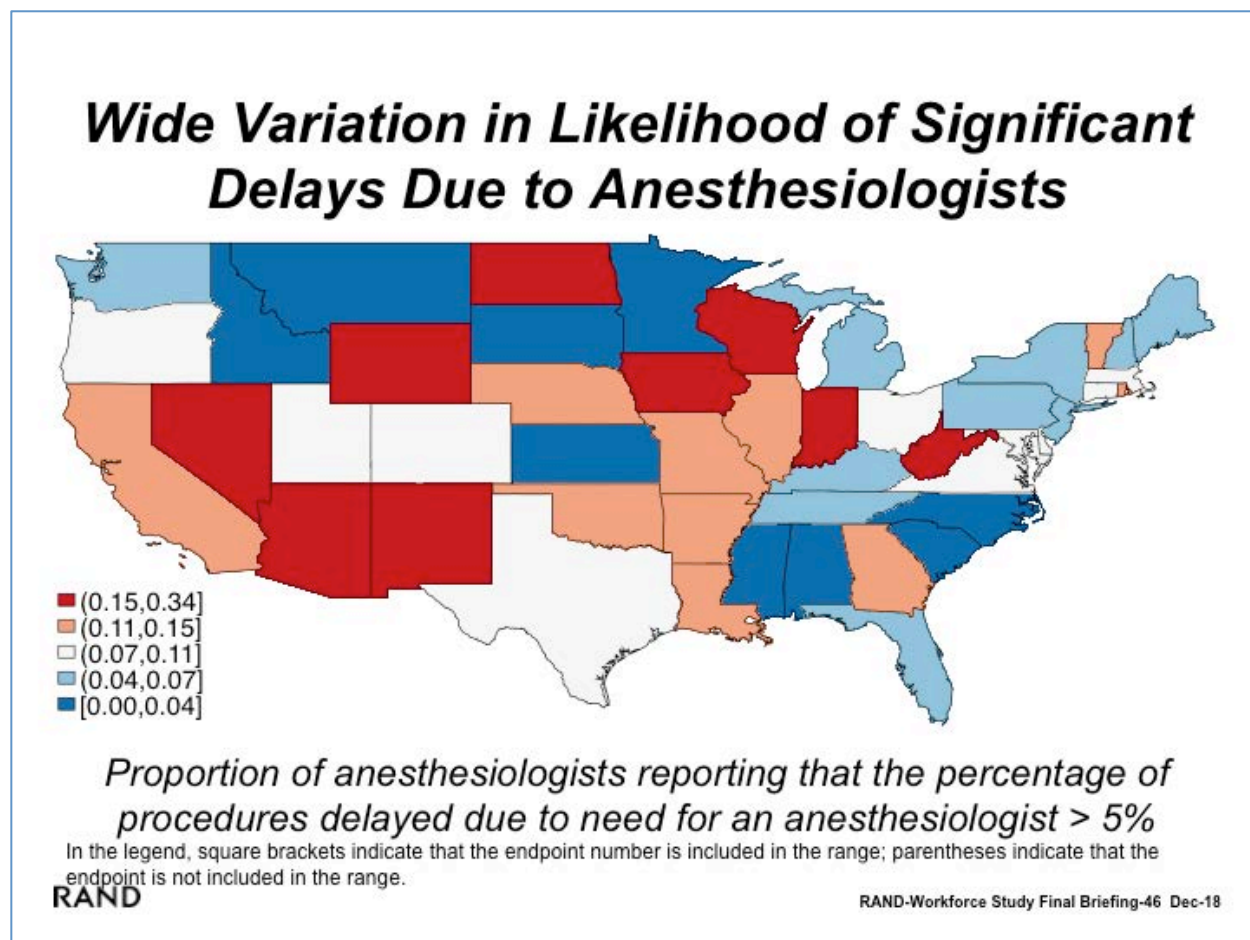 Wide Variation in Likelihood of Significant
Delays Due to Anesthesiologists
(0.15,0.34]
(0.11,0.15]
(0.07,0.11]
(0.04,0.07]
[0.00,0.04]
Proportion of anesthesiologists reporting that the percentage of
procedures delayed due to need for an anesthesiologist > 5%
In the legend, square brackets indicate that the endpoint number is included in the range; parentheses indicate that the
endpoint is not included in the range.
RAND
RAND-Workforce Study Final Briefing-46 Dec-18